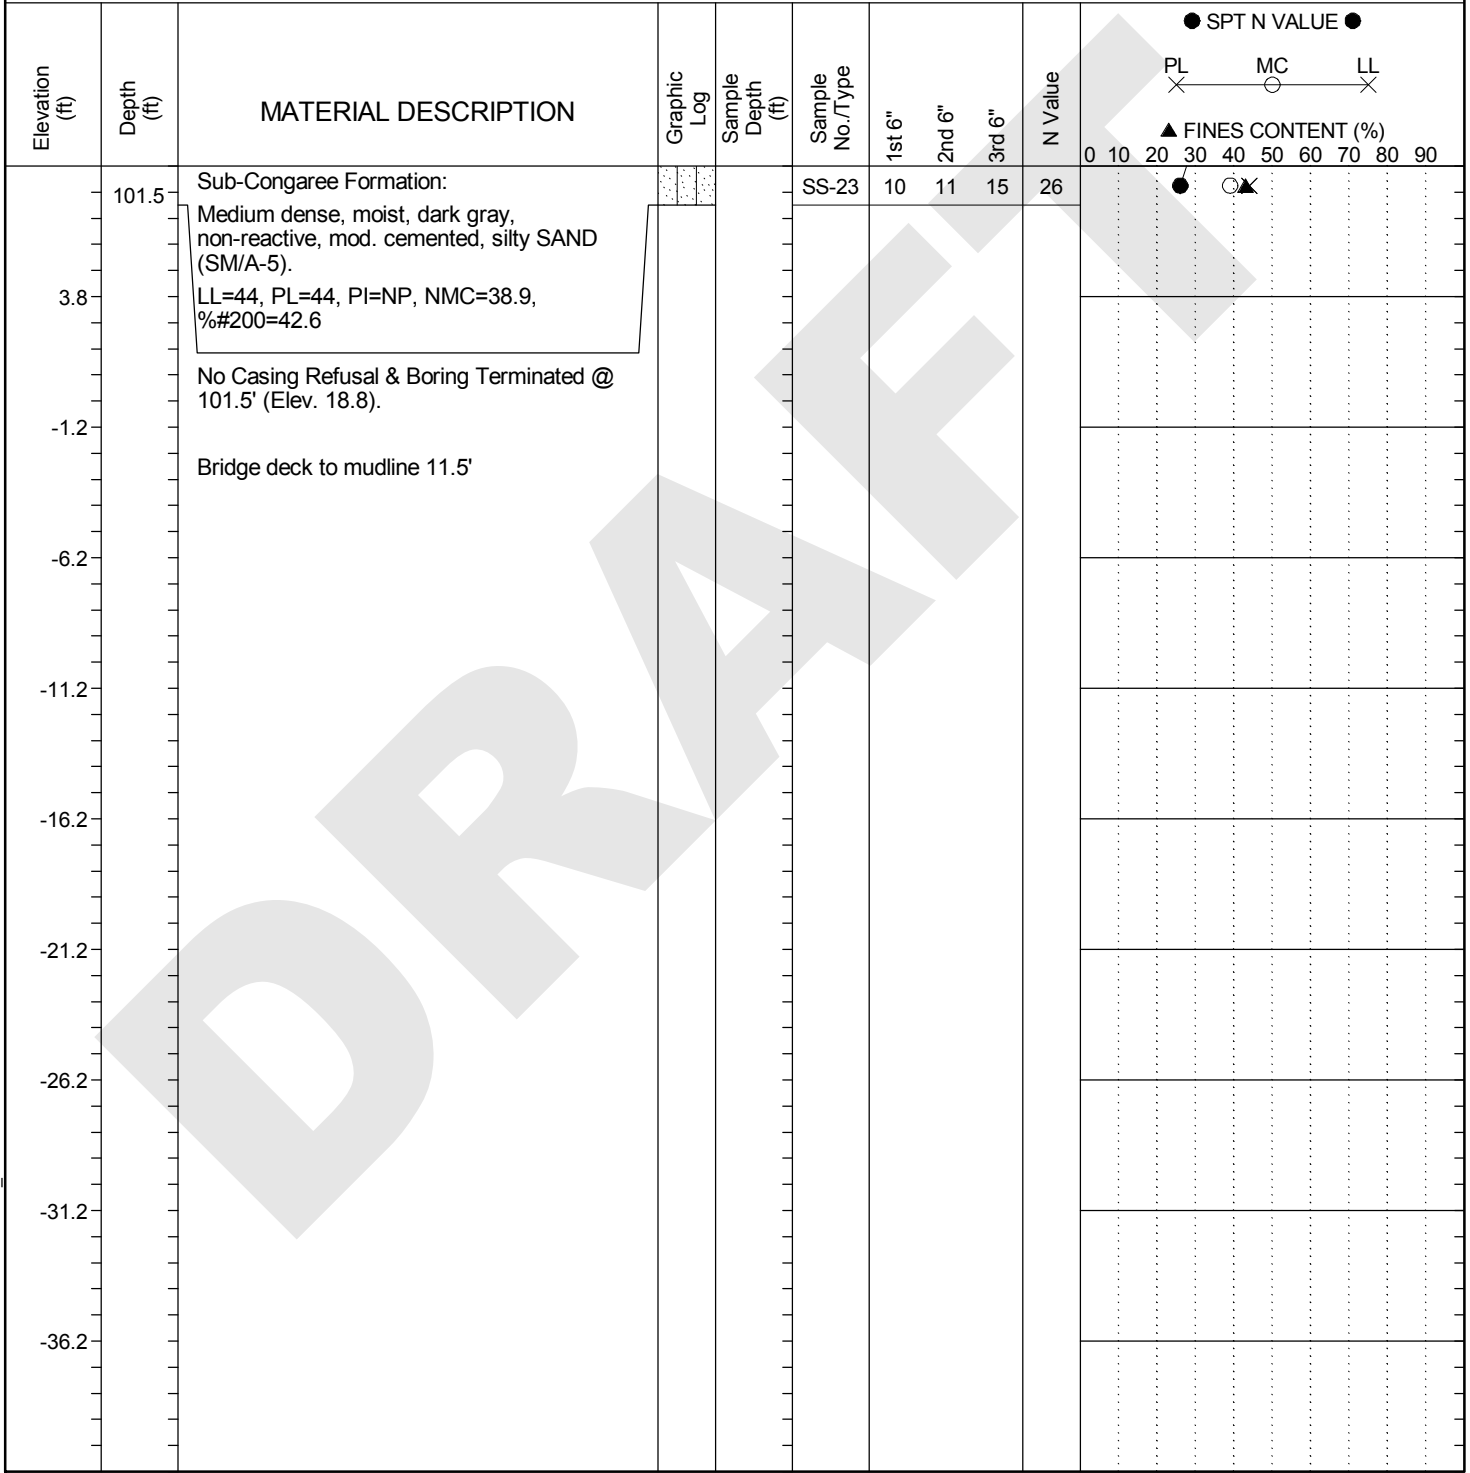 ● SPT N VALUE ●
PL MC LL
▲ FINES CONTENT (%)
0 10 20 30 40 50 60 70 80 90
Elevation
(ft)
Depth
(ft)
MATERIAL DESCRIPTION
Graphic
Log
Sample
Depth
(ft)
Sample
No./Type
1st 6"
2nd 6"
3rd 6"
N Value
101.5
Sub-Congaree Formation:
SS-23 10 11 15 26
Medium dense, moist, dark gray,
non-reactive, mod. cemented, silty SAND
(SM/A-5).
LL=44, PL=44, PI=NP, NMC=38.9,
%#200=42.6
No Casing Refusal & Boring Terminated @
101.5' (Elev. 18.8).
Bridge deck to mudline 11.5'
3.8
-1.2
-6.2
-11.2
-16.2
-21.2
-26.2
-31.2
-36.2
DRAFT